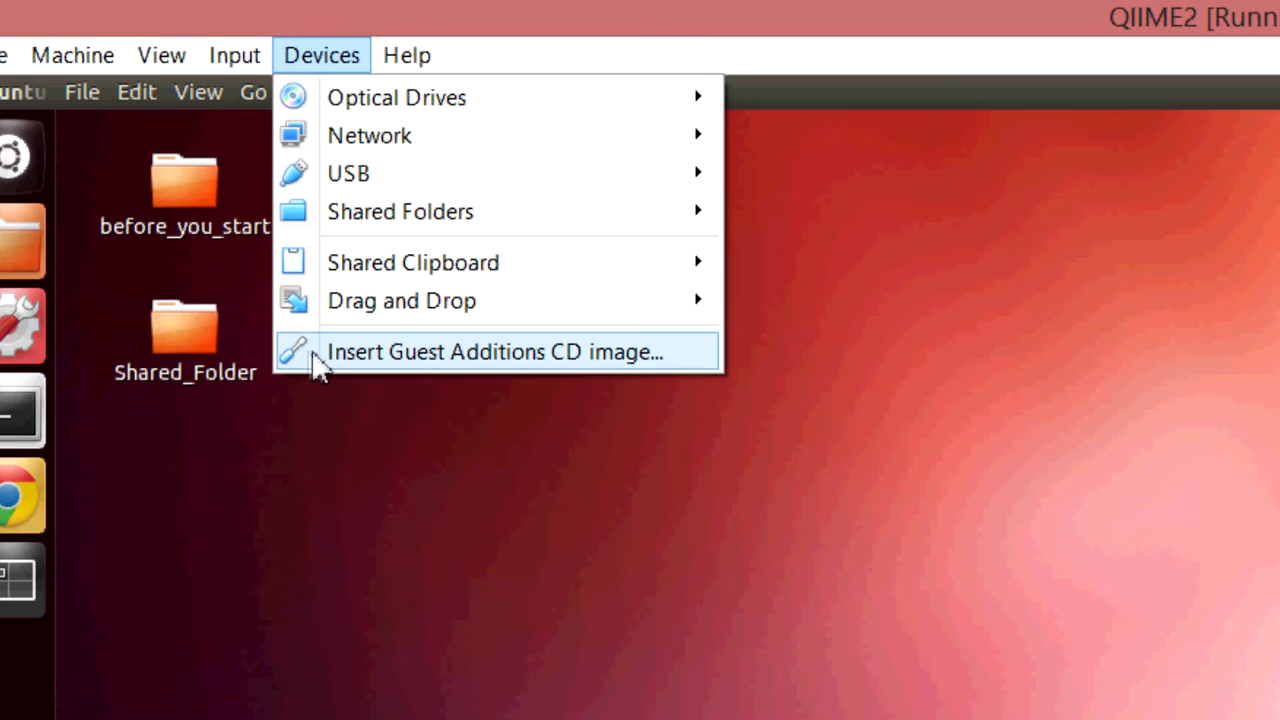 QIIME2 [Runn
e Machine View Input Devices Help
untu File Edit View Go
Optical Drives
Network
USB
Shared Folders
Shared Clipboard
Drag and Drop
Insert Guest Additions CD image...
before_you_start
Shared_Folder